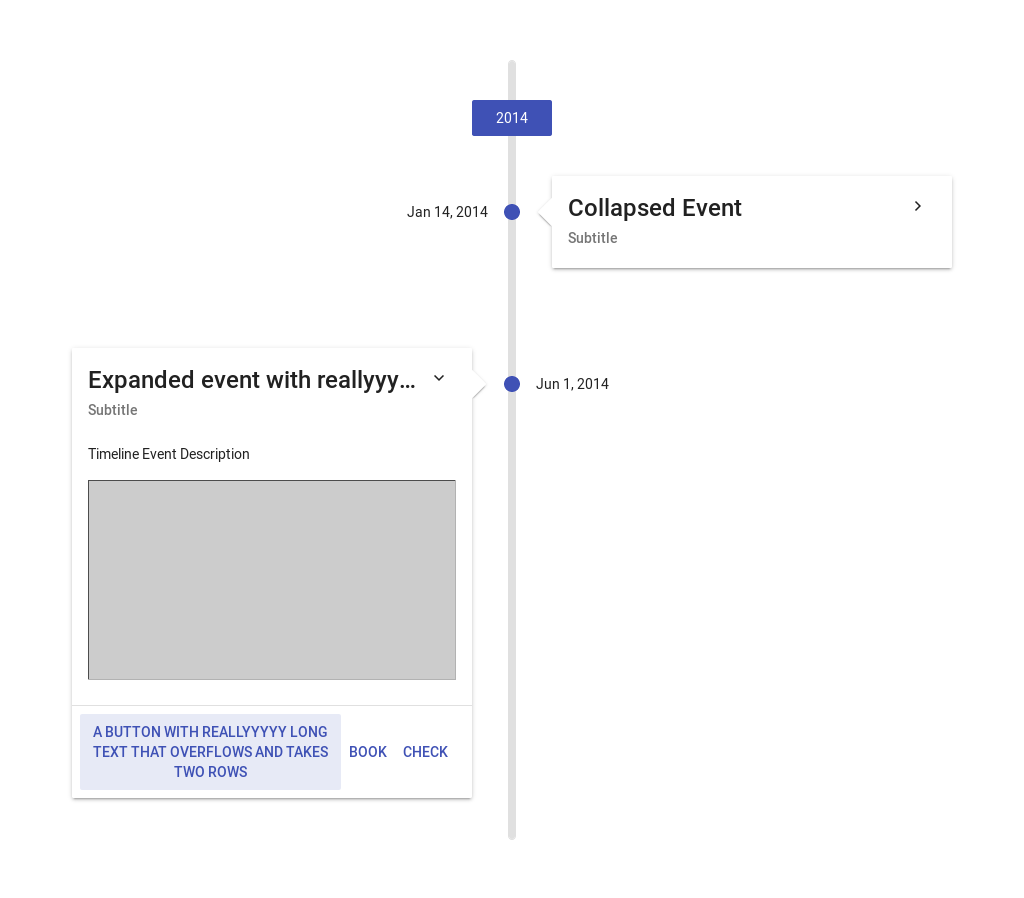 2014
Jan 14, 2014
Collapsed Event
Subtitle
Expanded event with reallyyy...
Subtitle
Jun 1, 2014
Timeline Event Description
A BUTTON WITH REALLYYYYY LONG
TEXT THAT OVERFLOWS AND TAKES
TWO ROWS
BOOK
CHECK